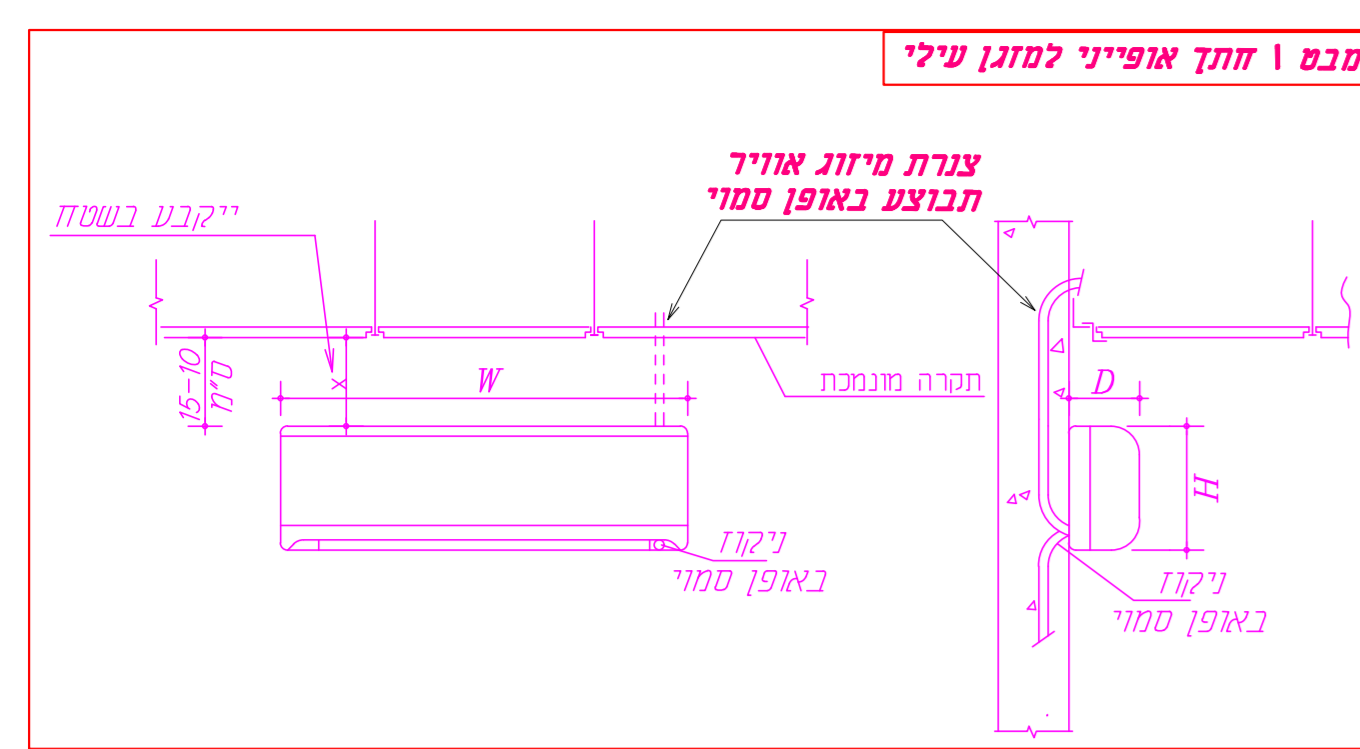 מבט \ חתך אופייני למזגן עילי
צנרת מיזוג אוויר
תבוצע באופן סמוי
ייקבע בשטח
15-10
ס"מ
x
W
תקרה מונמכת
D
H
ניקוז
באופן סמוי
ניקוז
באופן סמוי